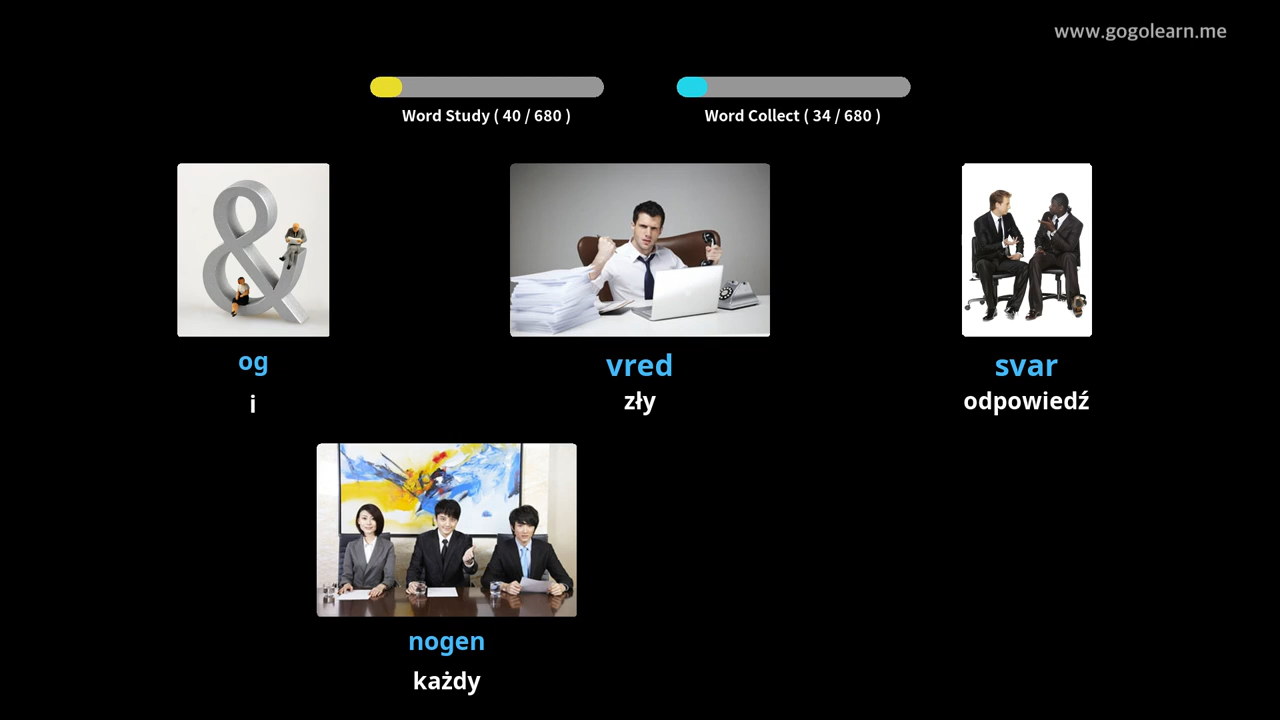 www.gogolearn.me
Word Study ( 40 / 680 )
Word Collect ( 34 / 680 )
og
i
vred
zły
svar
odpowiedź
nogen
każdy